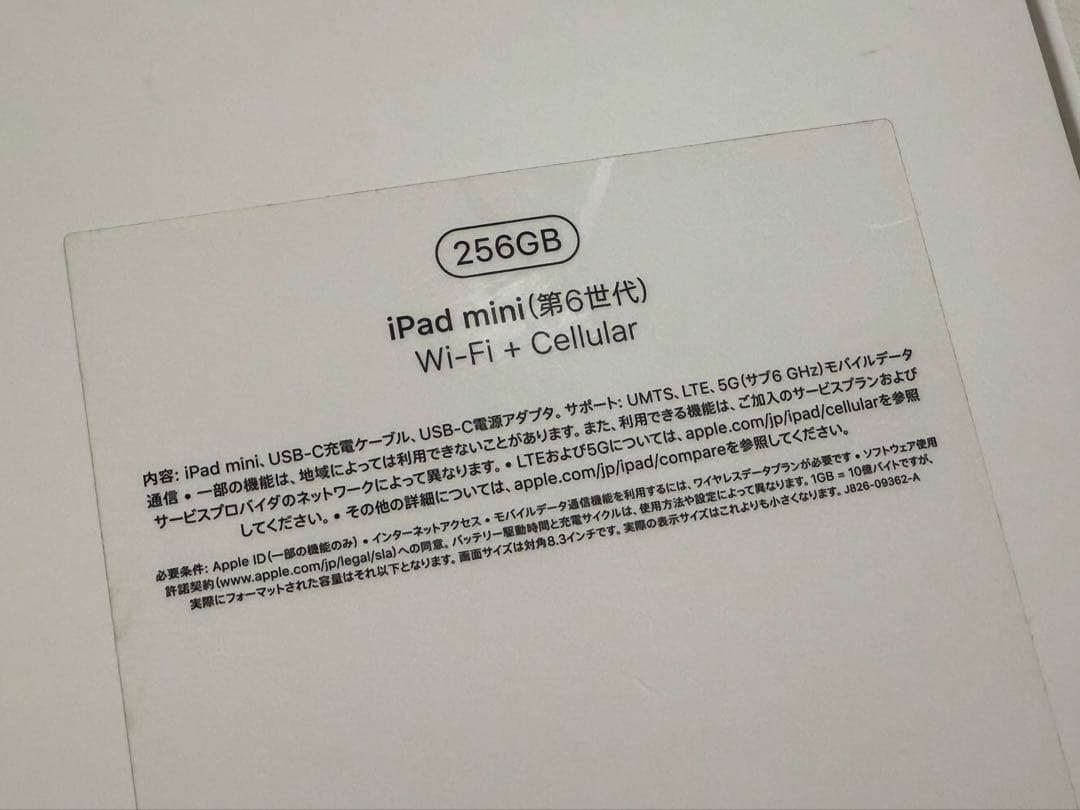 256GB
iPad mini(第6世代)
Wi-Fi + Cellular
内容: iPad mini、USB-C充電ケーブル、USB-C電源アダプタ。サポート: UMTS、LTE、5G(サブ6 GHz)モバイルデータ
通信 • 一部の機能は、地域によっては利用できないことがあります。また、利用できる機能は、ご加入のサービスプランおよび
サービスプロバイダのネットワークによって異なります。• LTEおよび5Gについては、apple.com/jp/ipad/cellularを参照
してください。• その他の詳細については、apple.com/jp/ipad/compareを参照してください。
必要条件: Apple ID(一部の機能のみ) • インターネットアクセス • モバイルデータ通信機能を利用するには、ワイヤレスデータプランが必要です • ソフトウェア使用
許諾契約(www.apple.com/jp/legal/sla)への同意。バッテリー駆動時間と充電サイクルは、使用方法や設定によって異なります。1GB = 10億バイトですが、
実際にフォーマットされた容量はそれ以下となります。画面サイズは対角8.3インチです。実際の表示サイズはこれよりも小さくなります。J826-09362-A